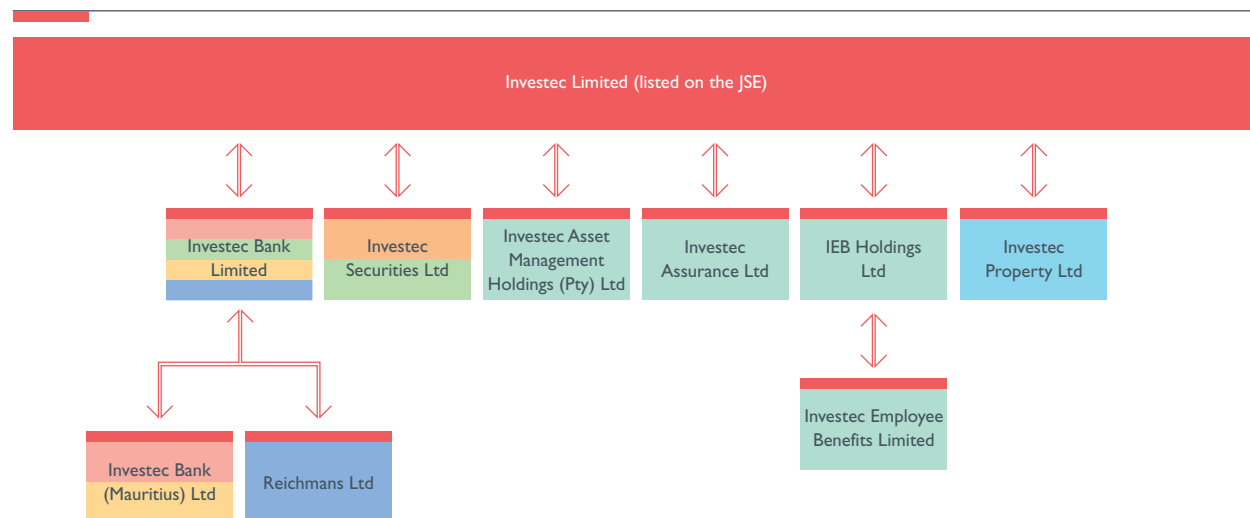 Investec Limited (listed on the JSE)
Investec Bank
Limited
Investec
Securities Ltd
Investec Asset
Management
Holdings (Pty) Ltd
Investec
Assurance Ltd
IEB Holdings
Ltd
Investec
Property Ltd
Investec Employee
Benefits Limited
Investec Bank
(Mauritius) Ltd
Reichmans Ltd